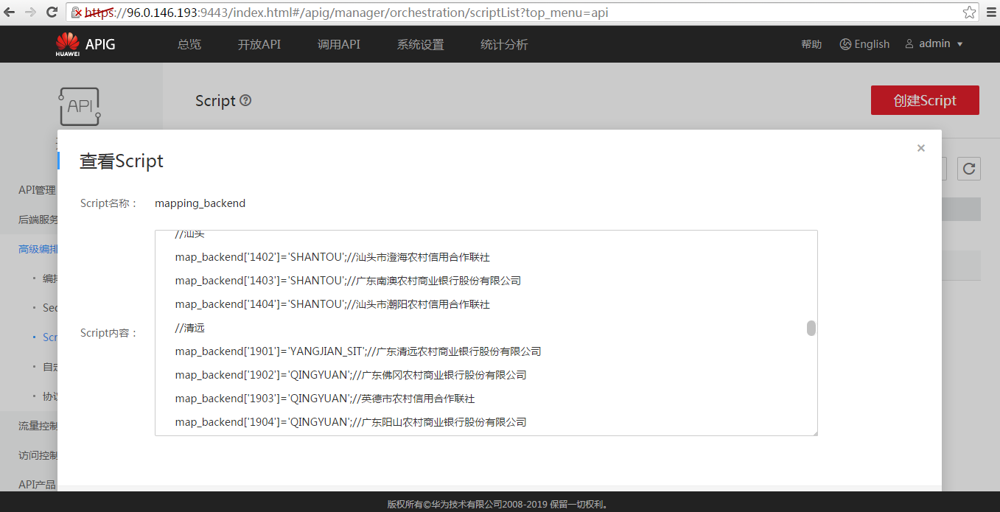 https://96.0.146.193:9443/index.html#/apig/manager/orchestration/scriptList?top_menu=api
HUAWEI APIG 总览 开放API 调用API 系统设置 统计分析 帮助 English admin
API
Script 创建Script
查看Script
API管理
Script名称： mapping_backend
后端服务
//汕头
高级编排
map_backend['1402']='SHANTOU';//汕头市澄海农村信用合作联社
编排
map_backend['1403']='SHANTOU';//广东南澳农村商业银行股份有限公司
map_backend['1404']='SHANTOU';//汕头市潮阳农村信用合作联社
Sec
//清远
Script内容：
Scr
map_backend['1901']='YANGJIAN_SIT';//广东清远农村商业银行股份有限公司
自定
map_backend['1902']='QINGYUAN';//广东佛冈农村商业银行股份有限公司
协议
map_backend['1903']='QINGYUAN';//英德市农村信用合作联社
流量控制
map_backend['1904']='QINGYUAN';//广东阳山农村商业银行股份有限公司
访问控制
API产品
版权所有©华为技术有限公司2008-2019 保留一切权利。